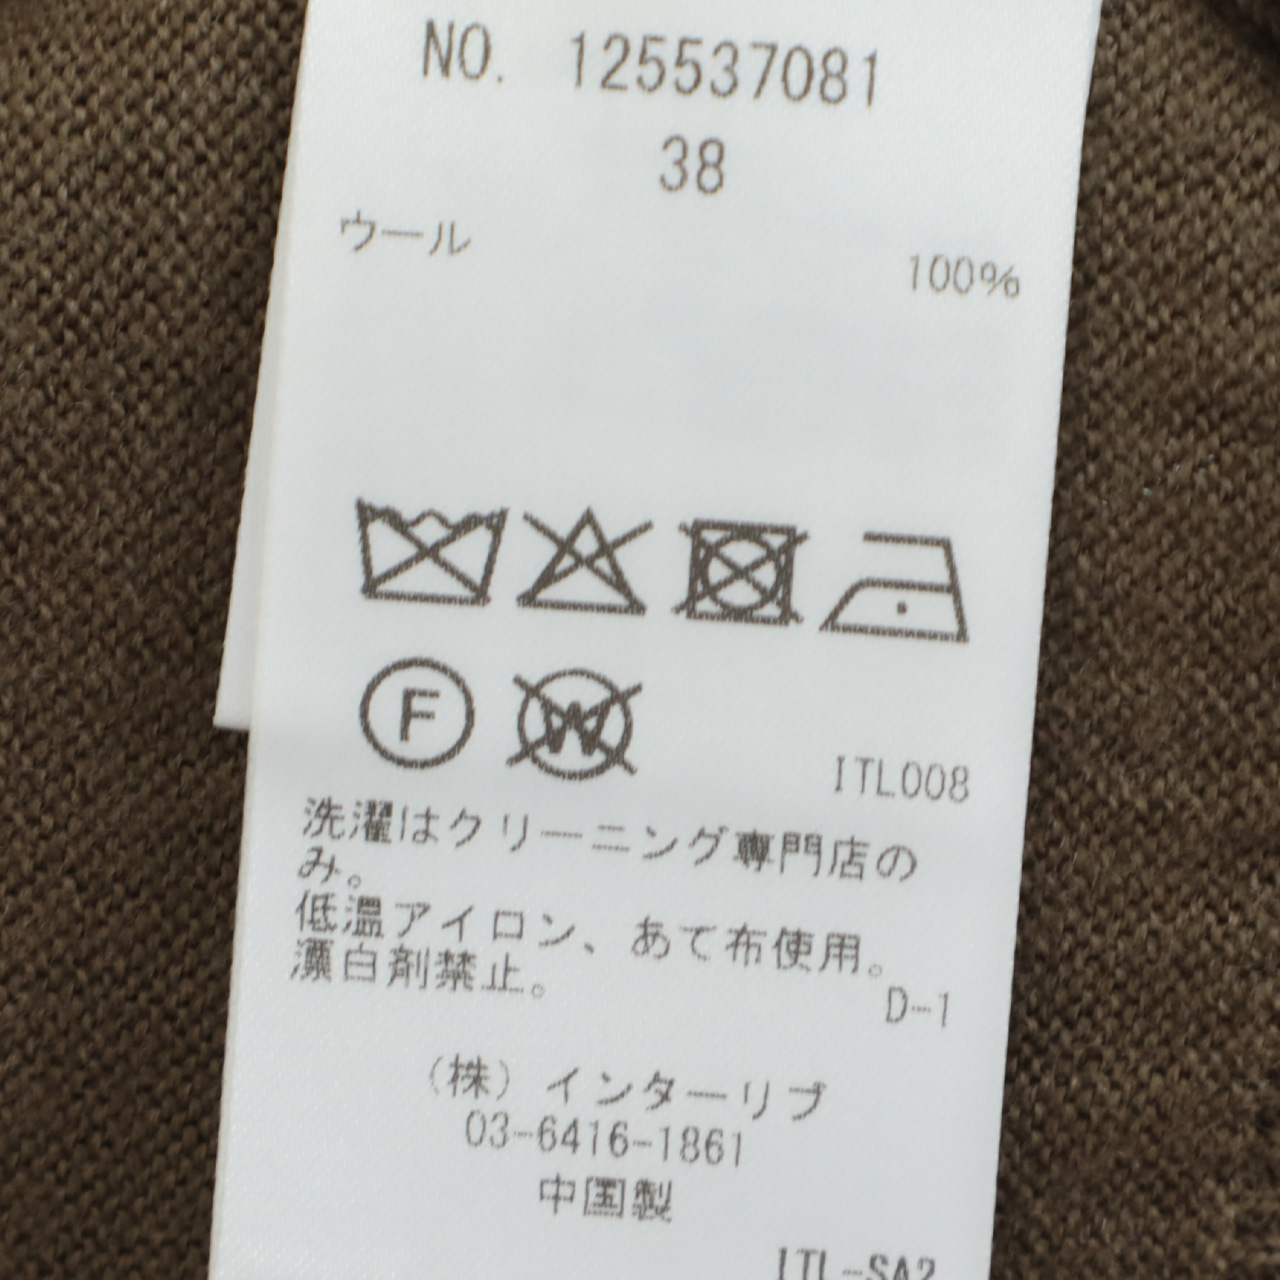 NO. 125537081
38
ウール 100%
F W
ITL008
洗濯はクリーニング専門店の
み。
低温アイロン、あて布使用。
漂白剤禁止。
D-1
(株)インターリブ
03-6416-1861
中国製
ITL-SA2